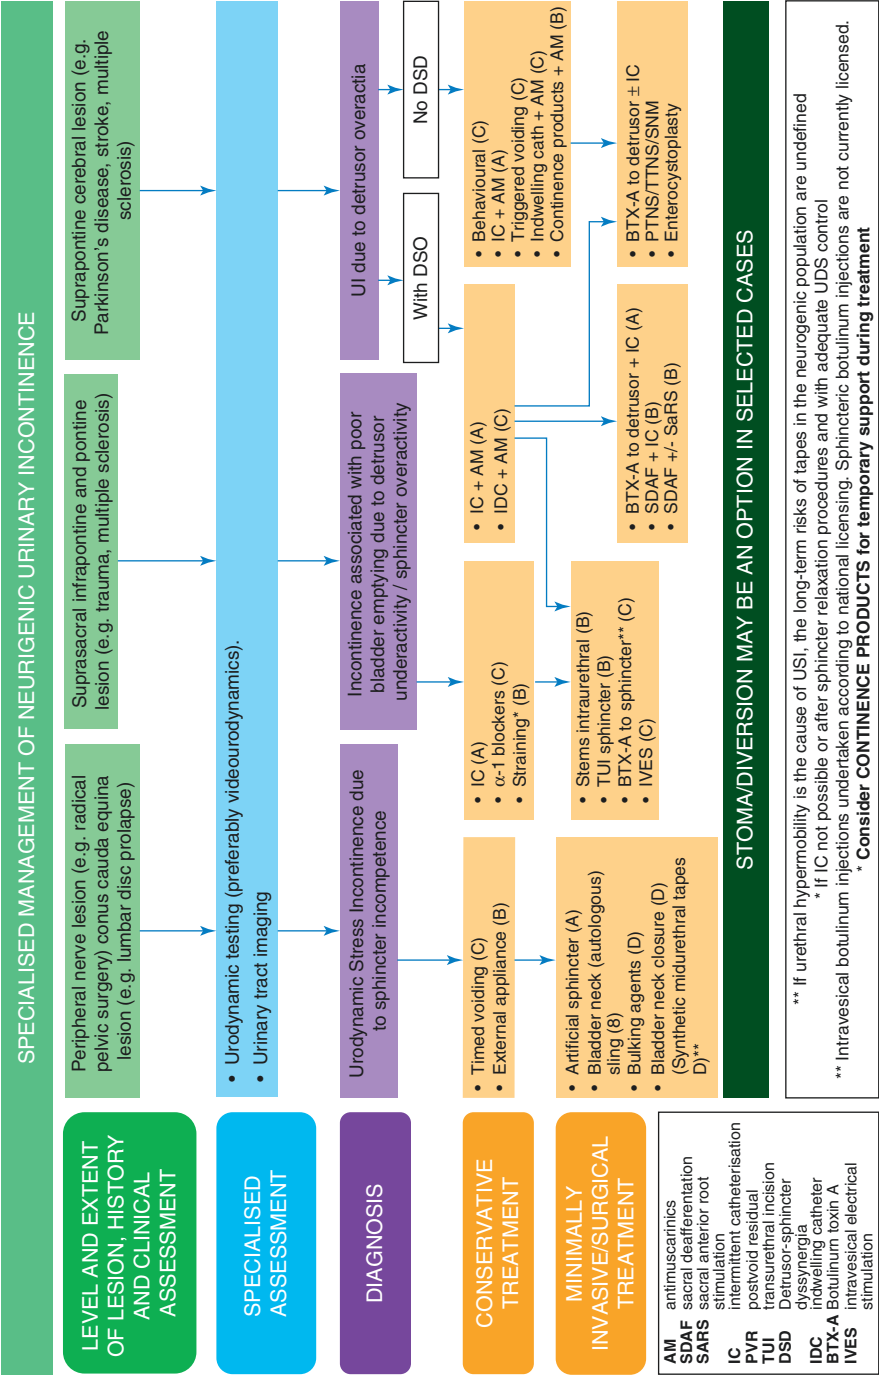 SPECIALISED MANAGEMENT OF NEURIGENIC URINARY INCONTINENCE
LEVEL AND EXTENT
OF LESION, HISTORY
AND CLINICAL
ASSESSMENT
Peripheral nerve lesion (e.g. radical
pelvic surgery) conus cauda equina
lesion (e.g. lumbar disc prolapse)
Suprasacral infrapontine and pontine
lesion (e.g. trauma, multiple sclerosis)
Suprapontine cerebral lesion (e.g.
Parkinson's disease, stroke, multiple
sclerosis)
SPECIALISED
ASSESSMENT
• Urodynamic testing (preferably videourodynamics).
• Urinary tract imaging
DIAGNOSIS
Urodynamic Stress Incontinence due
to sphincter incompetence
Incontinence associated with poor
bladder emptying due to detrusor
underactivity / sphincter overactivity
UI due to detrusor overactia
With DSO
No DSD
CONSERVATIVE
TREATMENT
• Timed voiding (C)
• External appliance (B)
• IC (A)
• α-1 blockers (C)
• Straining* (B)
• IC + AM (A)
• IDC + AM (C)
• Behavioural (C)
• IC + AM (A)
• Triggered voiding (C)
• Indwelling cath + AM (C)
• Continence products + AM (B)
MINIMALLY
INVASIVE/SURGICAL
TREATMENT
• Artificial sphincter (A)
• Bladder neck (autologous)
sling (8)
• Bulking agents (D)
• Bladder neck closure (D)
(Synthetic midurethral tapes
D)**
• Stems intraurethral (B)
• TUI sphincter (B)
• BTX-A to sphincter** (C)
• IVES (C)
• BTX-A to detrusor + IC (A)
• SDAF + IC (B)
• SDAF +/- SaRS (B)
• BTX-A to detrusor ± IC
• PTNS/TTNS/SNM
• Enterocystoplasty
STOMA/DIVERSION MAY BE AN OPTION IN SELECTED CASES
AM antimuscarinics
SDAF sacral deafferentation
SARS sacral anterior root
stimulation
IC intermittent catheterisation
PVR postvoid residual
TUI transurethral incision
DSD Detrusor-sphincter
dyssynergia
IDC indwelling catheter
BTX-A Botulinum toxin A
IVES intravesical electrical
stimulation
** If urethral hypermobility is the cause of USI, the long-term risks of tapes in the neurogenic population are undefined
* If IC not possible or after sphincter relaxation procedures and with adequate UDS control
** Intravesical botulinum injections undertaken according to national licensing. Sphincteric botulinum injections are not currently licensed.
* Consider CONTINENCE PRODUCTS for temporary support during treatment